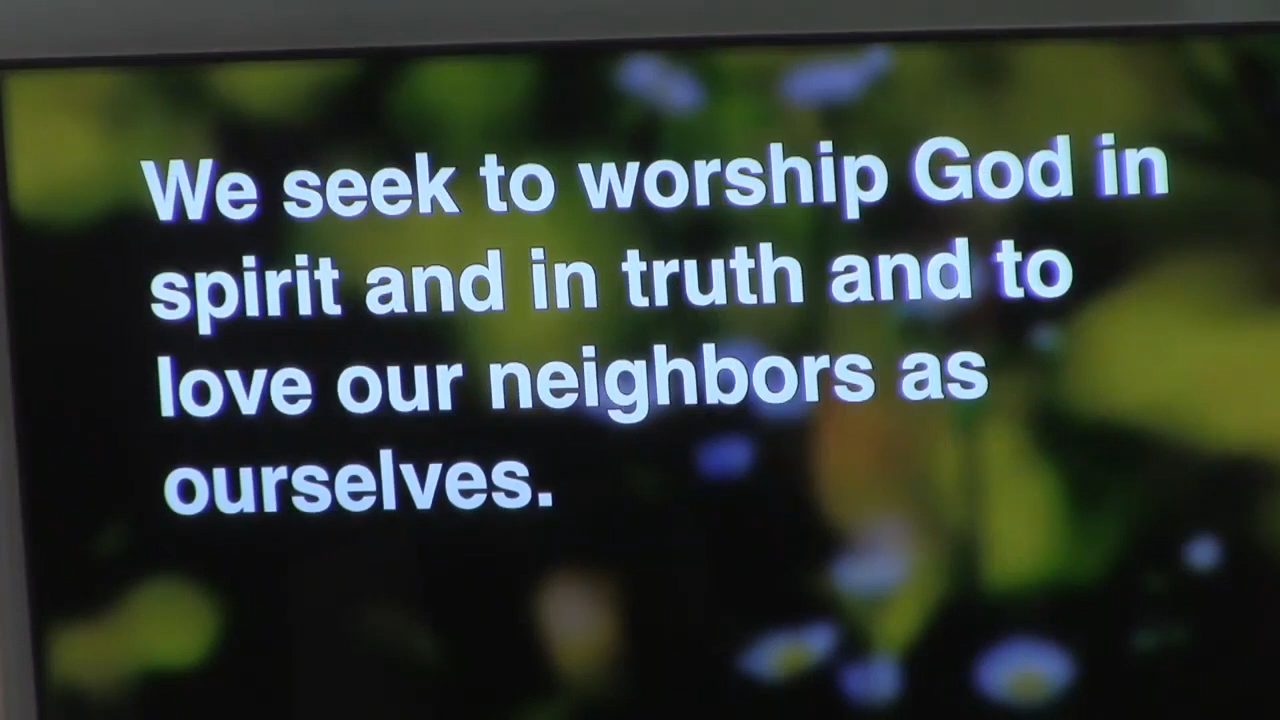 We seek to worship God in
spirit and in truth and to
love our neighbors as
ourselves.